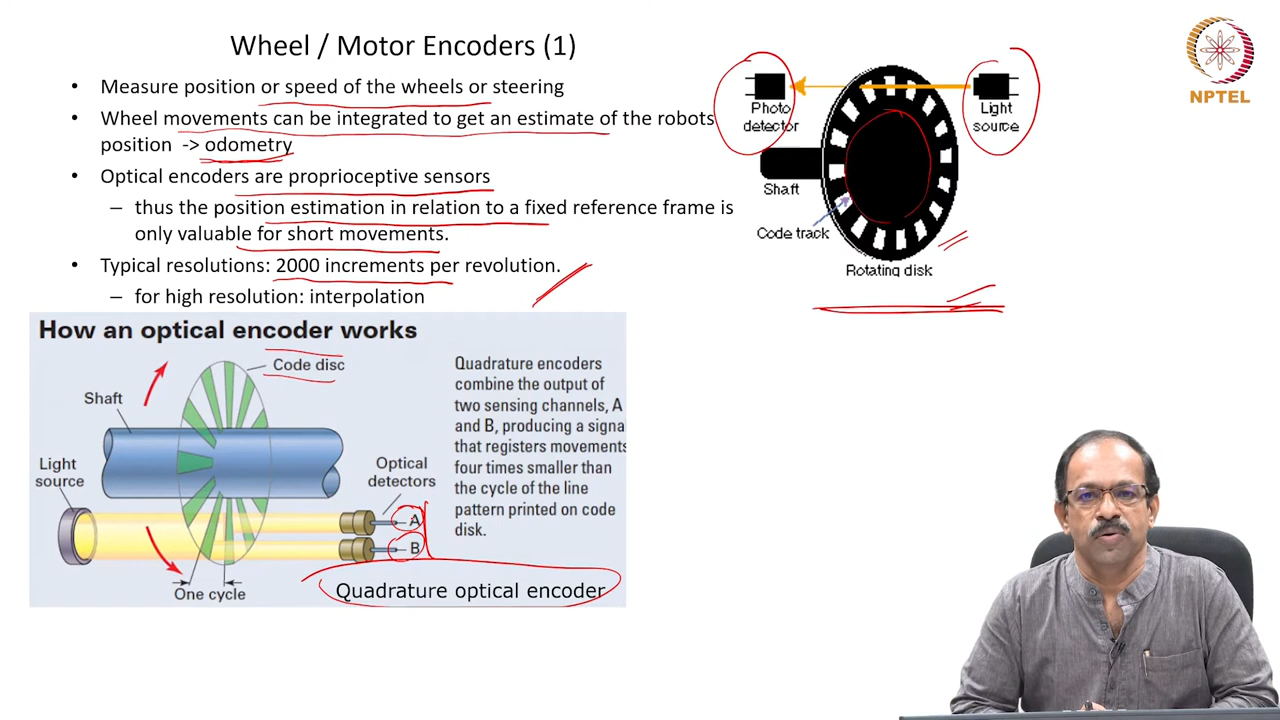 Wheel / Motor Encoders (1)
• Measure position or speed of the wheels or steering
• Wheel movements can be integrated to get an estimate of the robots
position -> odometry
• Optical encoders are proprioceptive sensors
– thus the position estimation in relation to a fixed reference frame is
only valuable for short movements.
• Typical resolutions: 2000 increments per revolution.
– for high resolution: interpolation
Photo
detector
Light
source
Shaft
Code track
Rotating disk
NPTEL
How an optical encoder works
Code disc
Shaft
Light
source
Optical
detectors
A
B
One cycle
Quadrature encoders
combine the output of
two sensing channels, A
and B, producing a signa
that registers movements
four times smaller than
the cycle of the line
pattern printed on code
disk.
Quadrature optical encoder